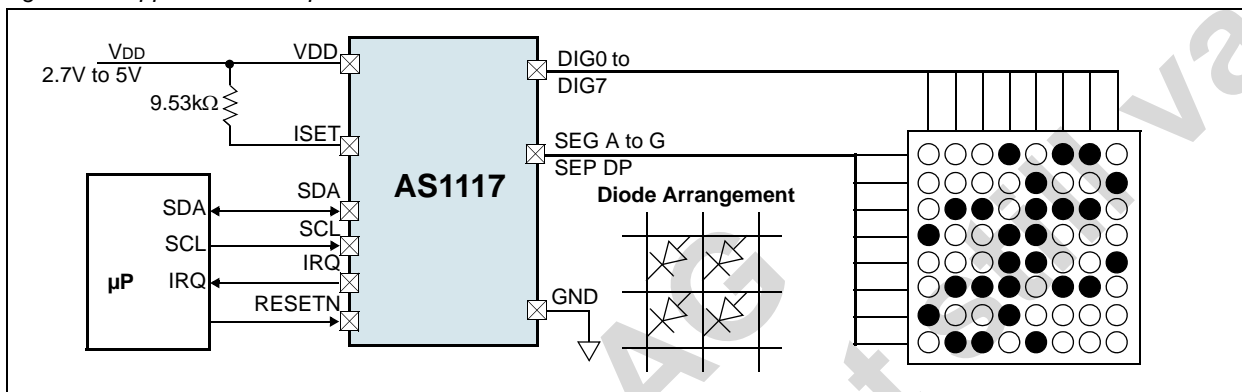 VDD
2.7V to 5V
9.53kΩ
VDD
ISET
SDA
SCL
IRQ
RESETN
AS1117
DIG0 to
DIG7
SEG A to G
SEP DP
GND
Diode Arrangement
SDA
SCL
IRQ
µP
AG